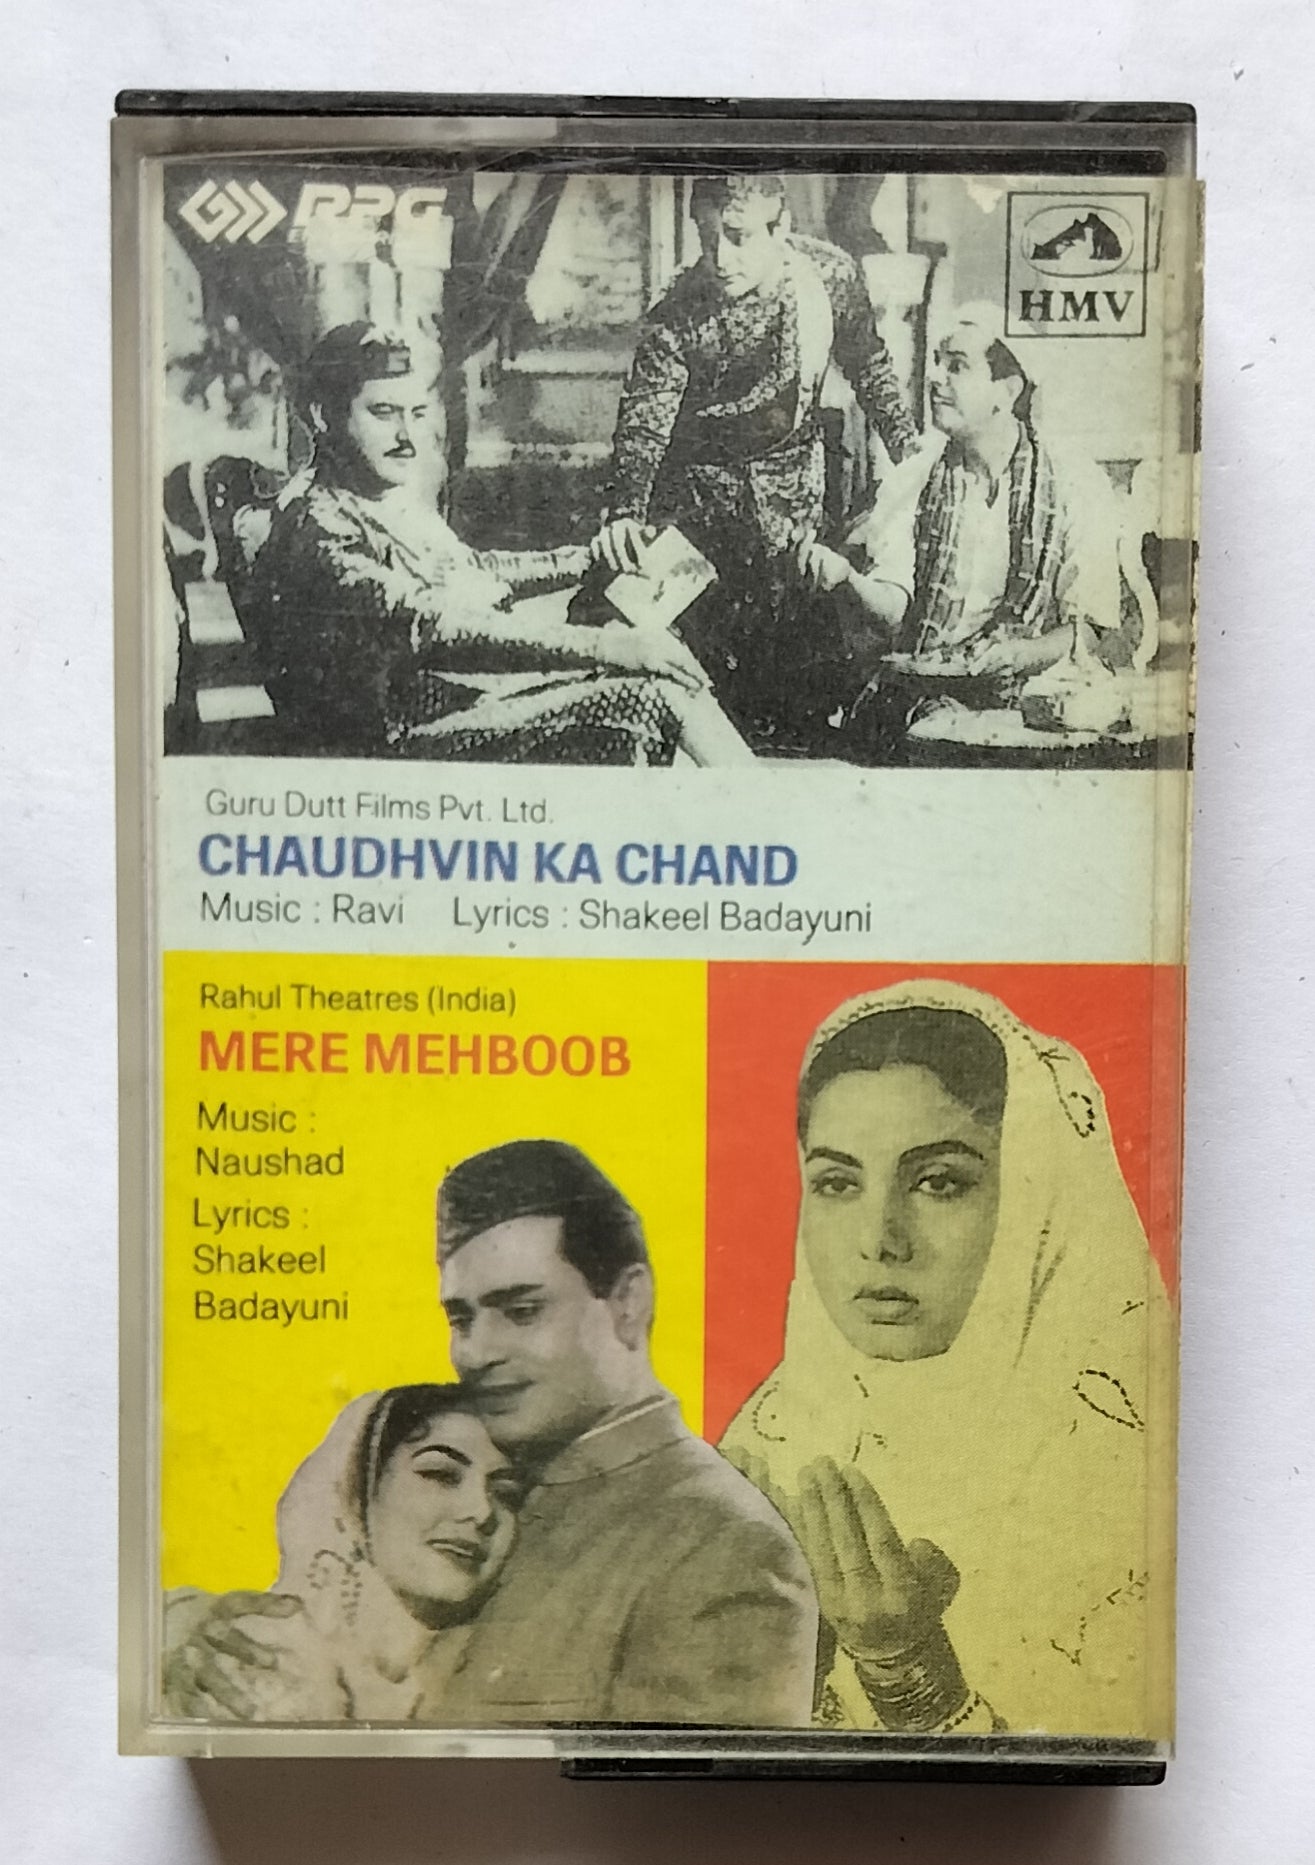 RPG
HMV
Guru Dutt Films Pvt. Ltd.
CHAUDHVIN KA CHAND
Music : Ravi Lyrics : Shakeel Badayuni
Rahul Theatres (India)
MERE MEHBOOB
Music :
Naushad
Lyrics :
Shakeel
Badayuni